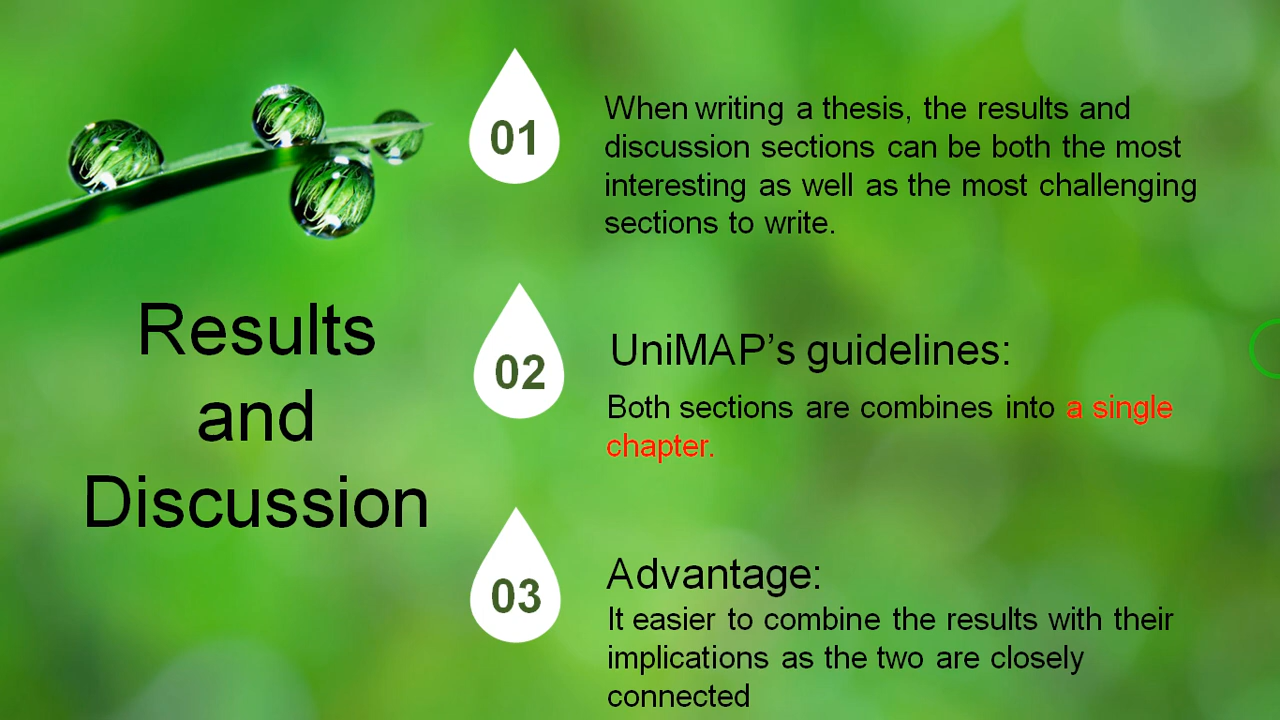 Results
and
Discussion
01
When writing a thesis, the results and
discussion sections can be both the most
interesting as well as the most challenging
sections to write.
02
UniMAP’s guidelines:
Both sections are combines into a single
chapter.
03
Advantage:
It easier to combine the results with their
implications as the two are closely
connected